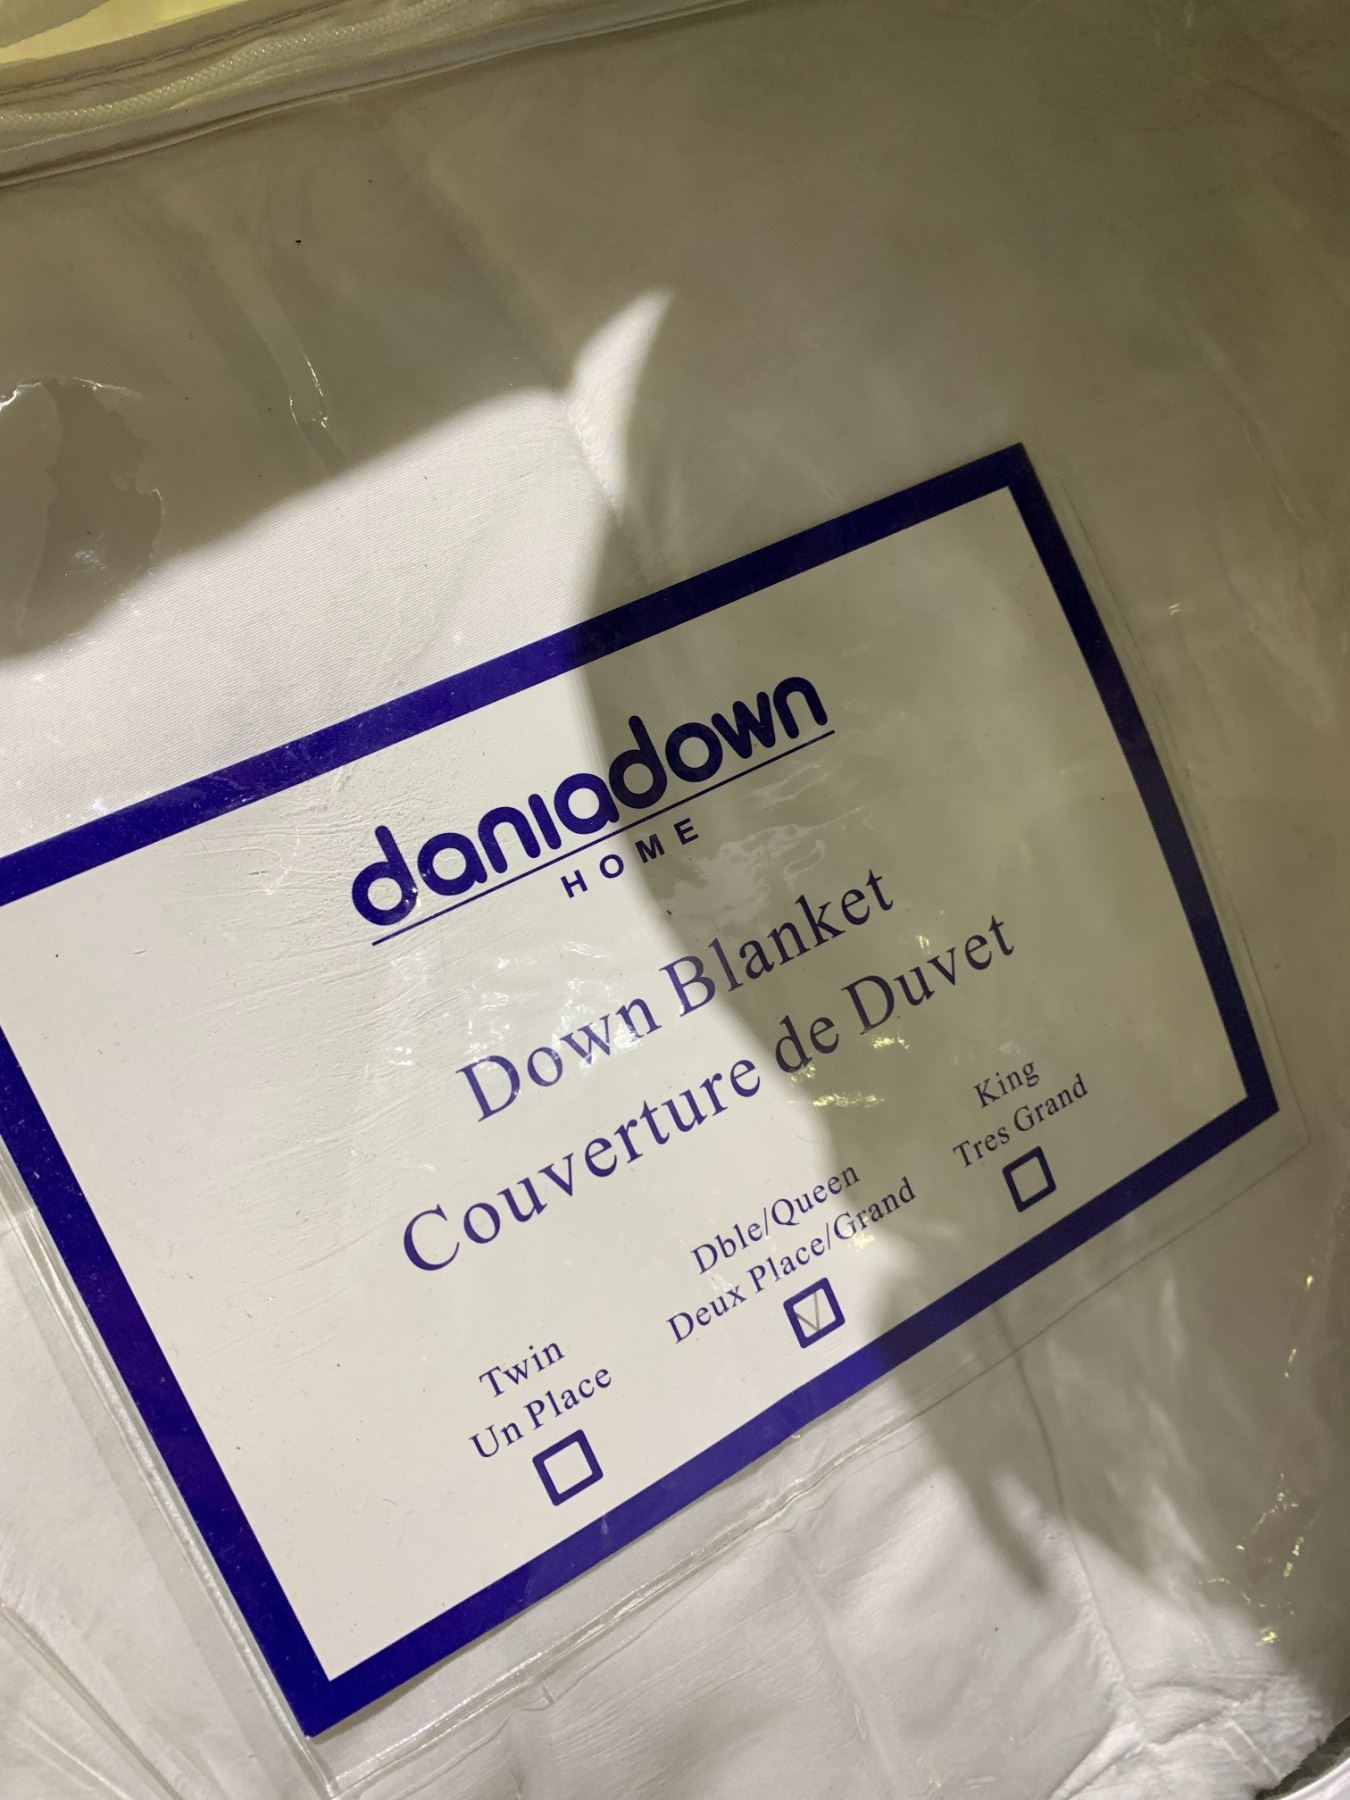 daniadown
HOME
Down Blanket
Couverture de Duvet
Twin
Un Place
Dble/Queen
Deux Place/Grand
King
Tres Grand